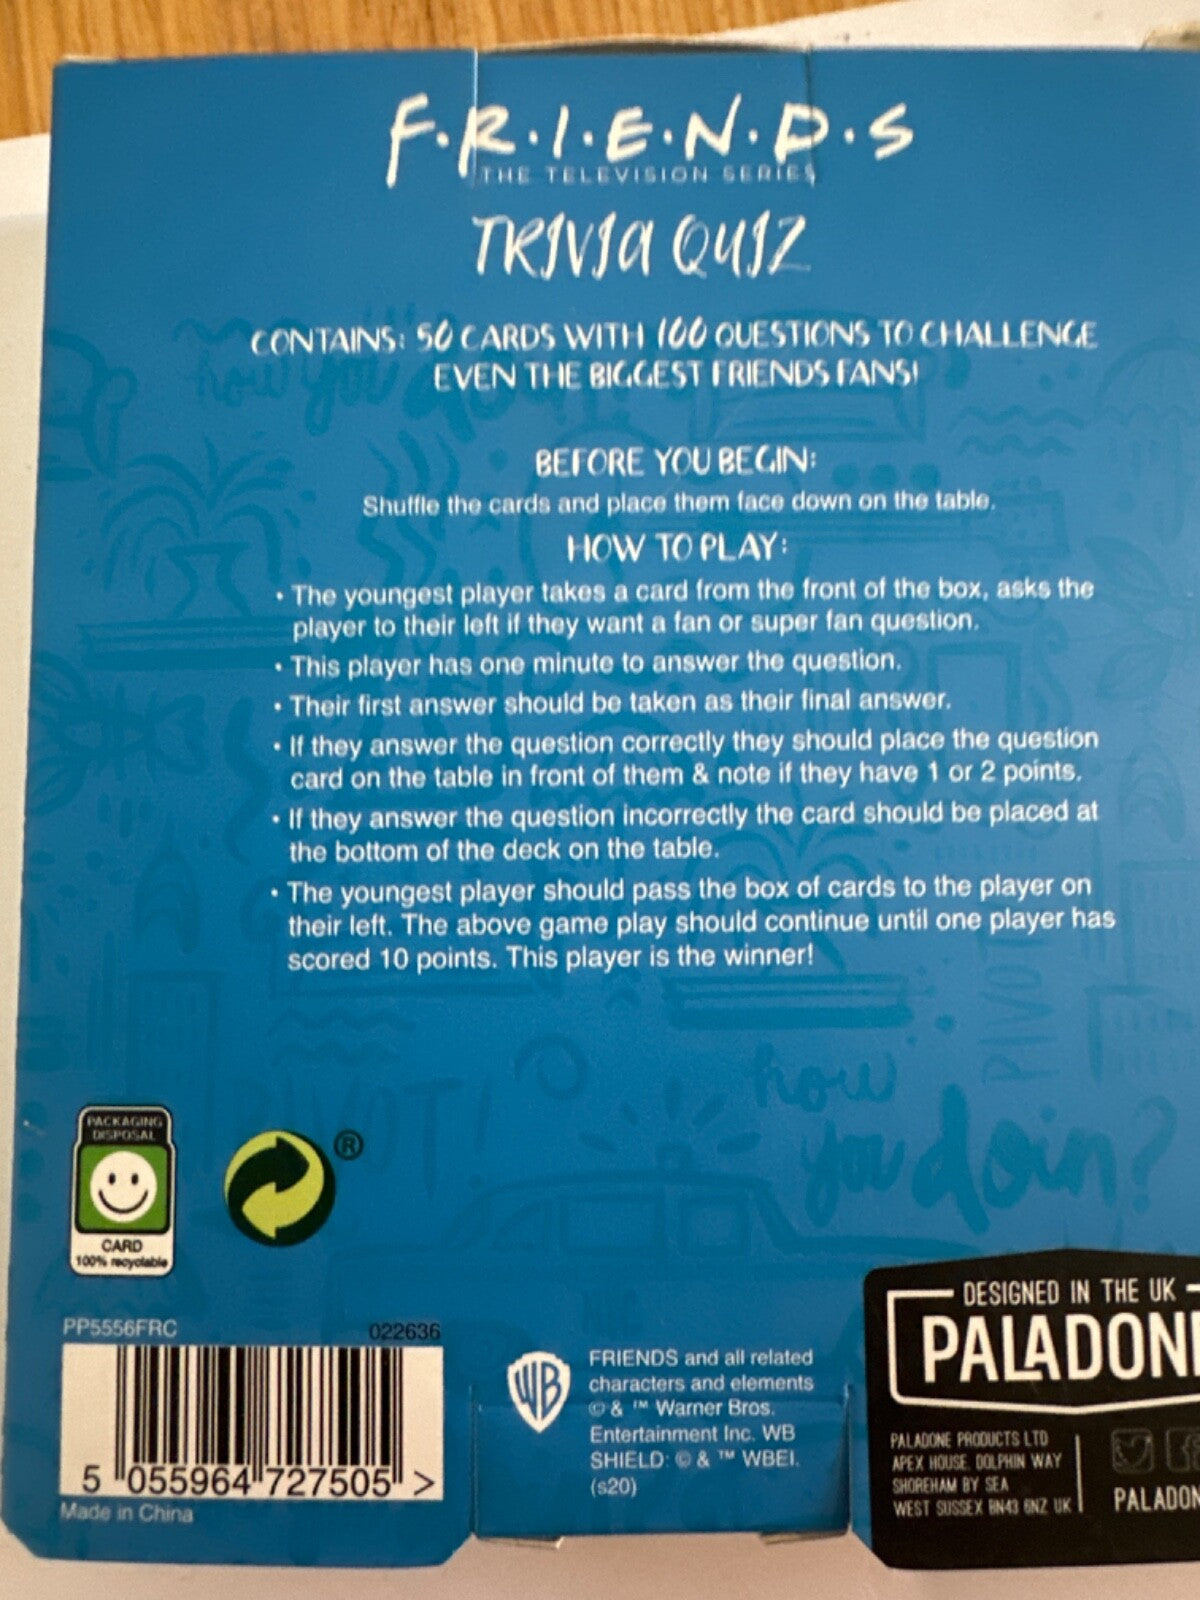 F·R·I·E·N·D·S
THE TELEVISION SERIES
TRIVIA QUIZ
CONTAINS: 50 CARDS WITH 100 QUESTIONS TO CHALLENGE
EVEN THE BIGGEST FRIENDS FANS!
BEFORE YOU BEGIN:
Shuffle the cards and place them face down on the table.
HOW TO PLAY:
• The youngest player takes a card from the front of the box, asks the
player to their left if they want a fan or super fan question.
• This player has one minute to answer the question.
• Their first answer should be taken as their final answer.
• If they answer the question correctly they should place the question
card on the table in front of them & note if they have 1 or 2 points.
• If they answer the question incorrectly the card should be placed at
the bottom of the deck on the table.
• The youngest player should pass the box of cards to the player on
their left. The above game play should continue until one player has
scored 10 points. This player is the winner!
how you doin?
PIVOT
PIVOT!
how
you doin?
PACKAGING
DISPOSAL
CARD
100% recyclable
®
PP5556FRC 022636
5 055964 727505 >
Made in China
WB
FRIENDS and all related
characters and elements
© & ™ Warner Bros.
Entertainment Inc. WB
SHIELD: © & ™ WBEI.
(s20)
DESIGNED IN THE UK
PALADON
PALADONE PRODUCTS LTD
APEX HOUSE, DOLPHIN WAY
SHOREHAM BY SEA
WEST SUSSEX BN43 6NZ UK
PALADON